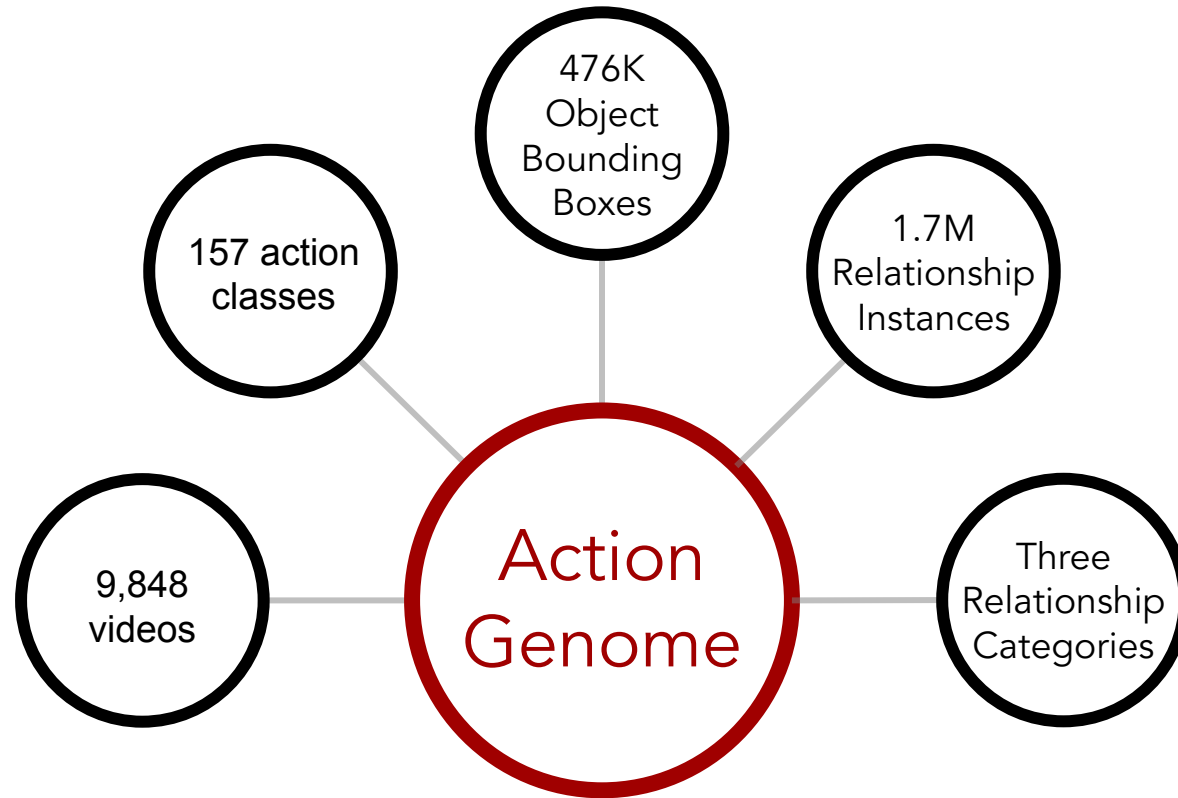 476K
Object
Bounding
Boxes
157 action
classes
1.7M
Relationship
Instances
9,848
videos
Action
Genome
Three
Relationship
Categories